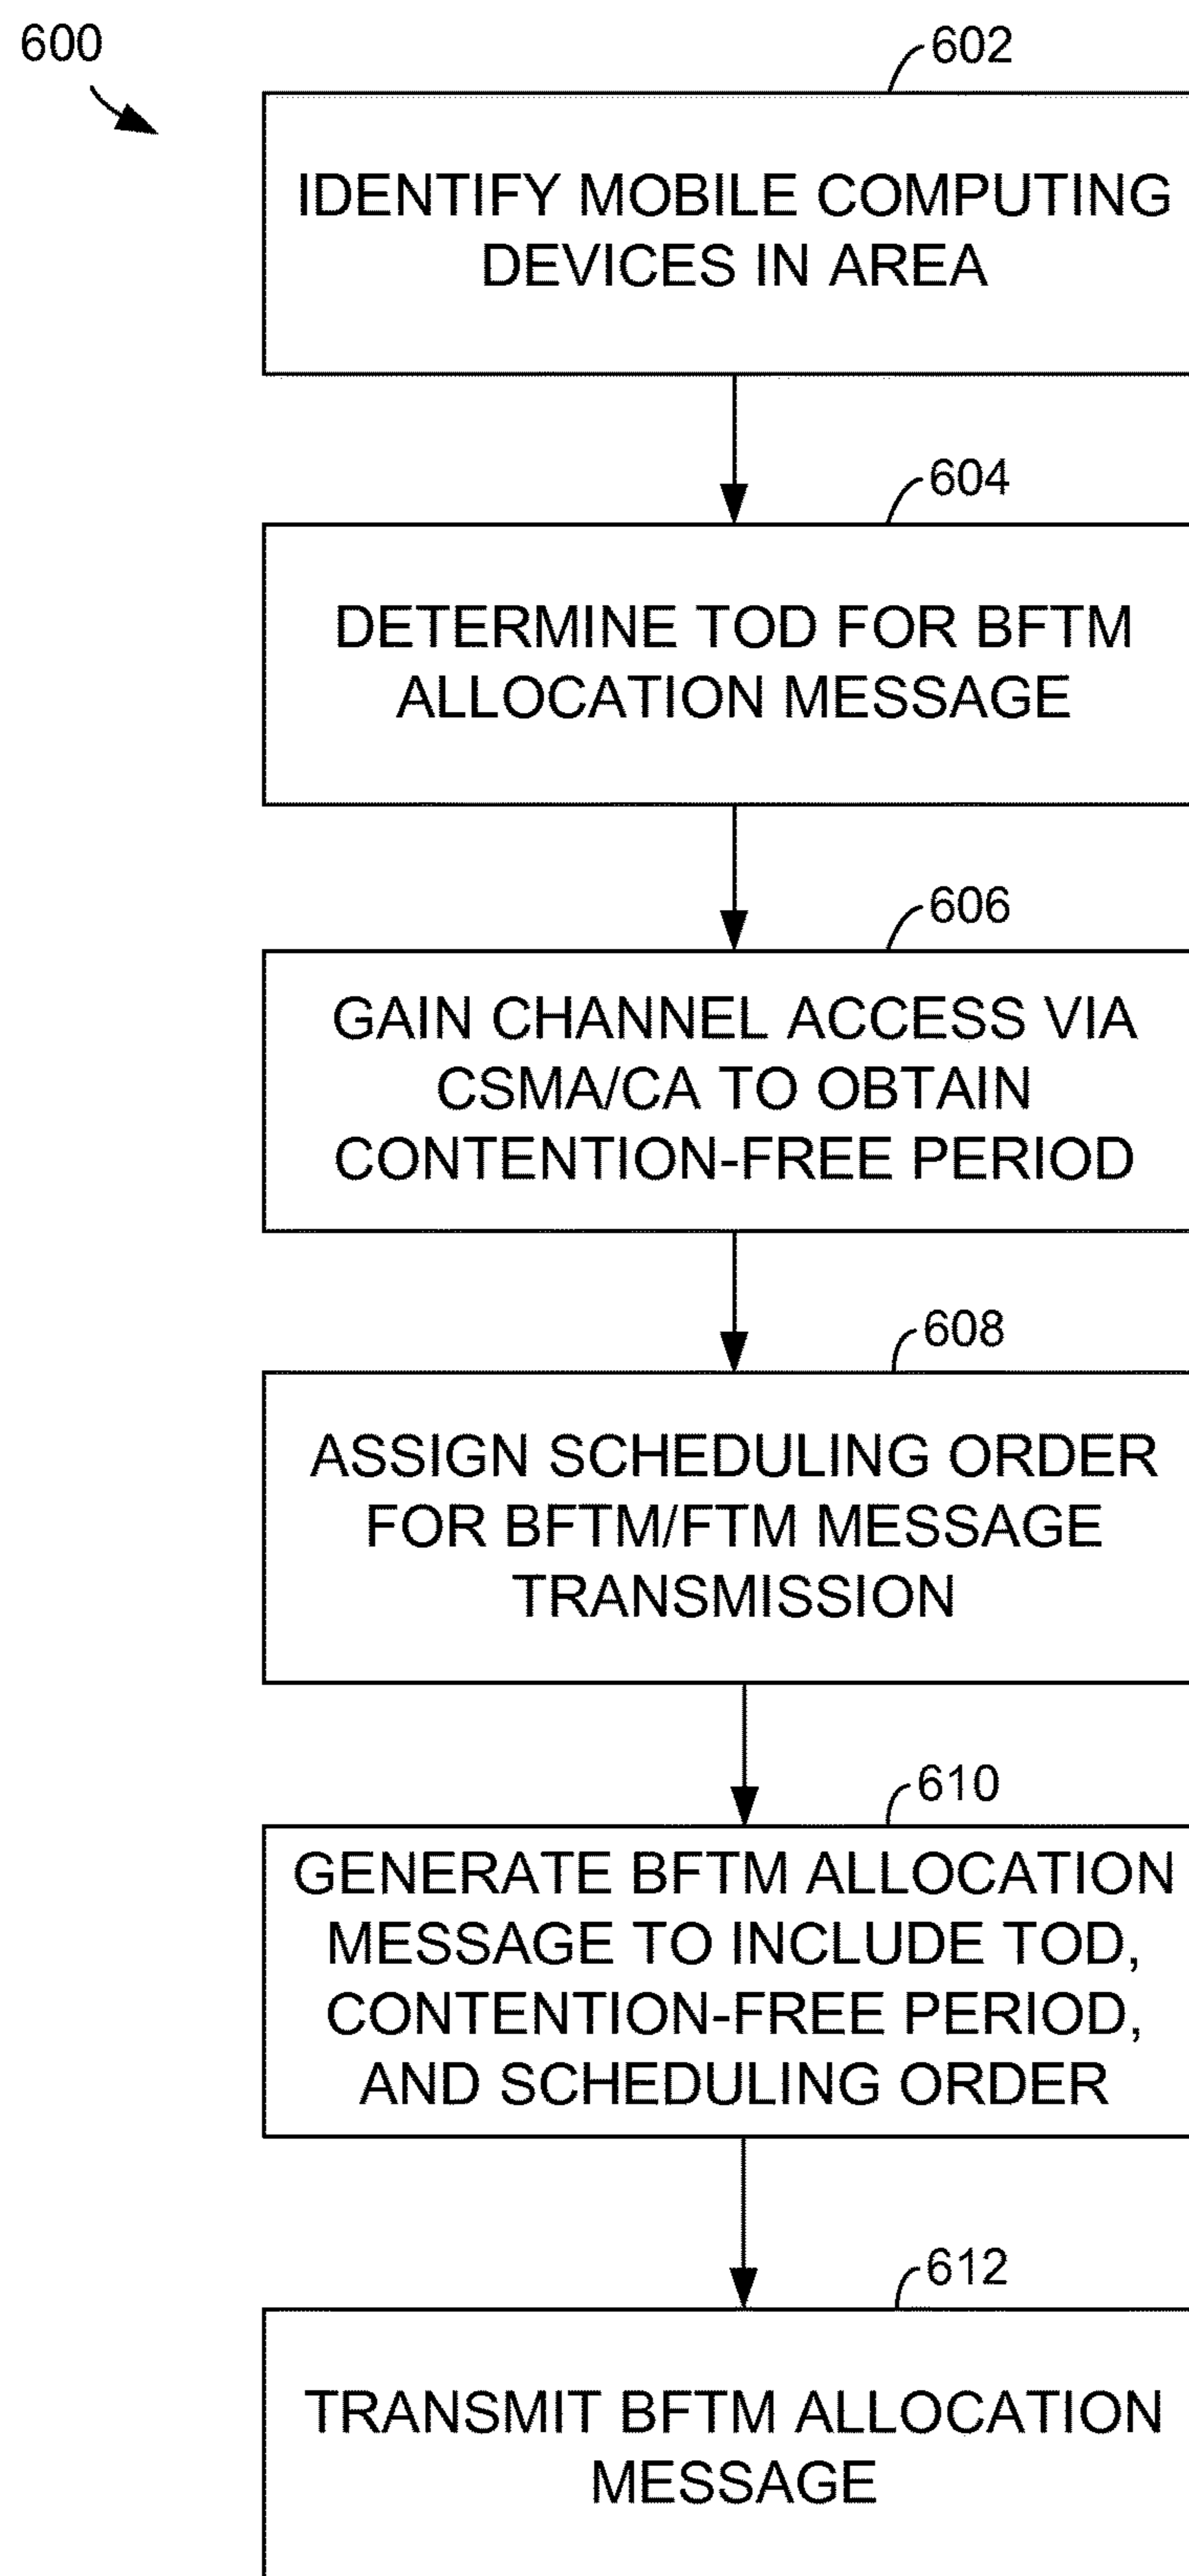 600
602
IDENTIFY MOBILE COMPUTING
DEVICES IN AREA
604
DETERMINE TOD FOR BFTM
ALLOCATION MESSAGE
606
GAIN CHANNEL ACCESS VIA
CSMA/CA TO OBTAIN
CONTENTION-FREE PERIOD
608
ASSIGN SCHEDULING ORDER
FOR BFTM/FTM MESSAGE
TRANSMISSION
610
GENERATE BFTM ALLOCATION
MESSAGE TO INCLUDE TOD,
CONTENTION-FREE PERIOD,
AND SCHEDULING ORDER
612
TRANSMIT BFTM ALLOCATION
MESSAGE